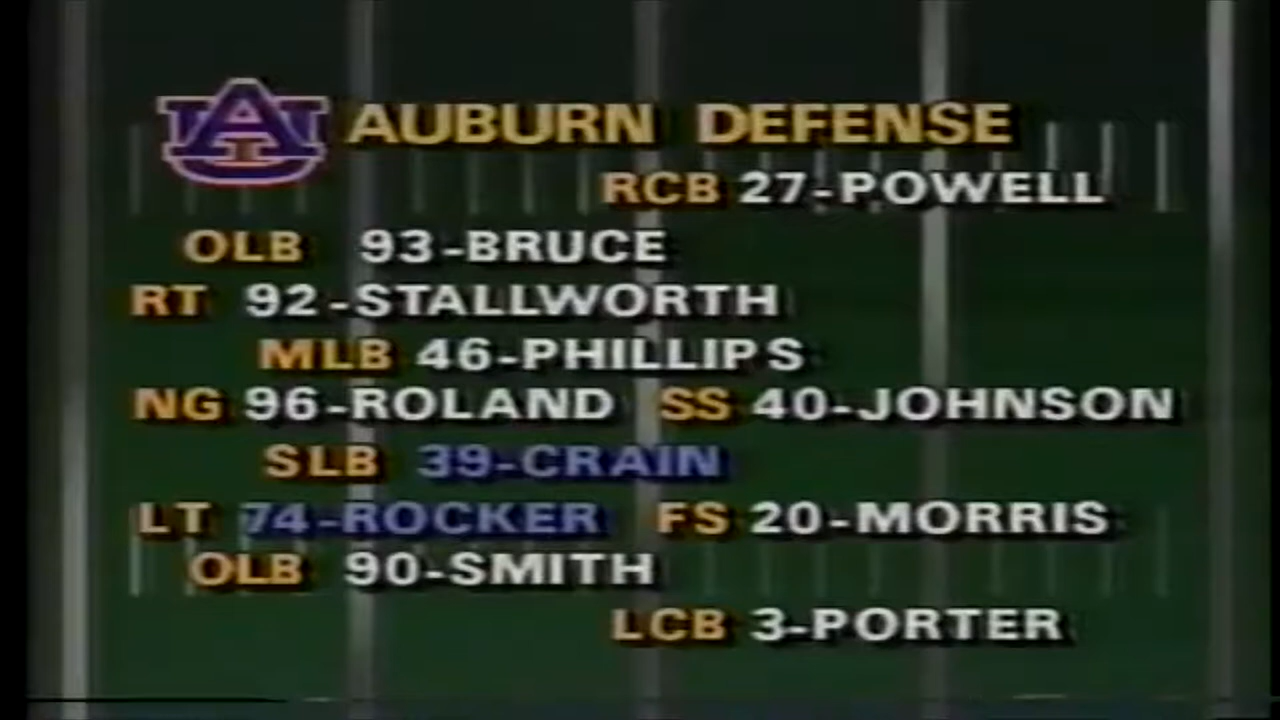 AU AUBURN DEFENSE
RCB 27-POWELL
OLB 93-BRUCE
RT 92-STALLWORTH
MLB 46-PHILLIPS
NG 96-ROLAND SS 40-JOHNSON
SLB 39-CRAIN
LT 74-ROCKER FS 20-MORRIS
OLB 90-SMITH
LCB 3-PORTER